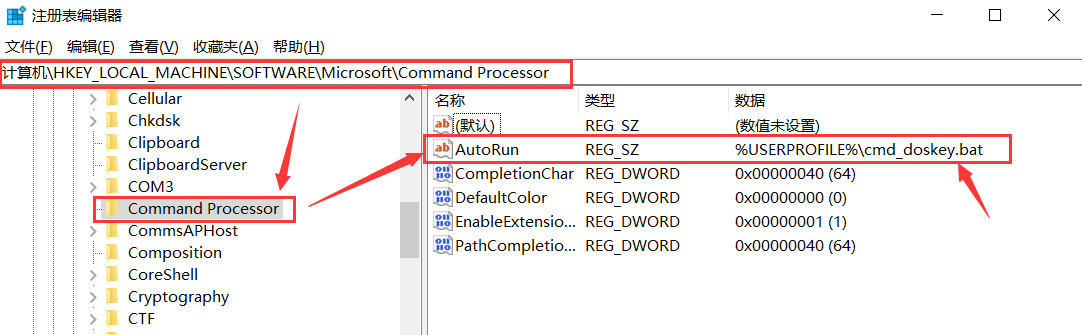 注册表编辑器
文件(F) 编辑(E) 查看(V) 收藏夹(A) 帮助(H)
计算机\HKEY_LOCAL_MACHINE\SOFTWARE\Microsoft\Command Processor
Cellular
Chkdsk
Clipboard
ClipboardServer
COM3
Command Processor
CommsAPHost
Composition
CoreShell
Cryptography
CTF
名称 类型 数据
(默认) REG_SZ (数值未设置)
AutoRun REG_SZ %USERPROFILE%\cmd_doskey.bat
CompletionChar REG_DWORD 0x00000040 (64)
DefaultColor REG_DWORD 0x00000000 (0)
EnableExtensio... REG_DWORD 0x00000001 (1)
PathCompletio... REG_DWORD 0x00000040 (64)